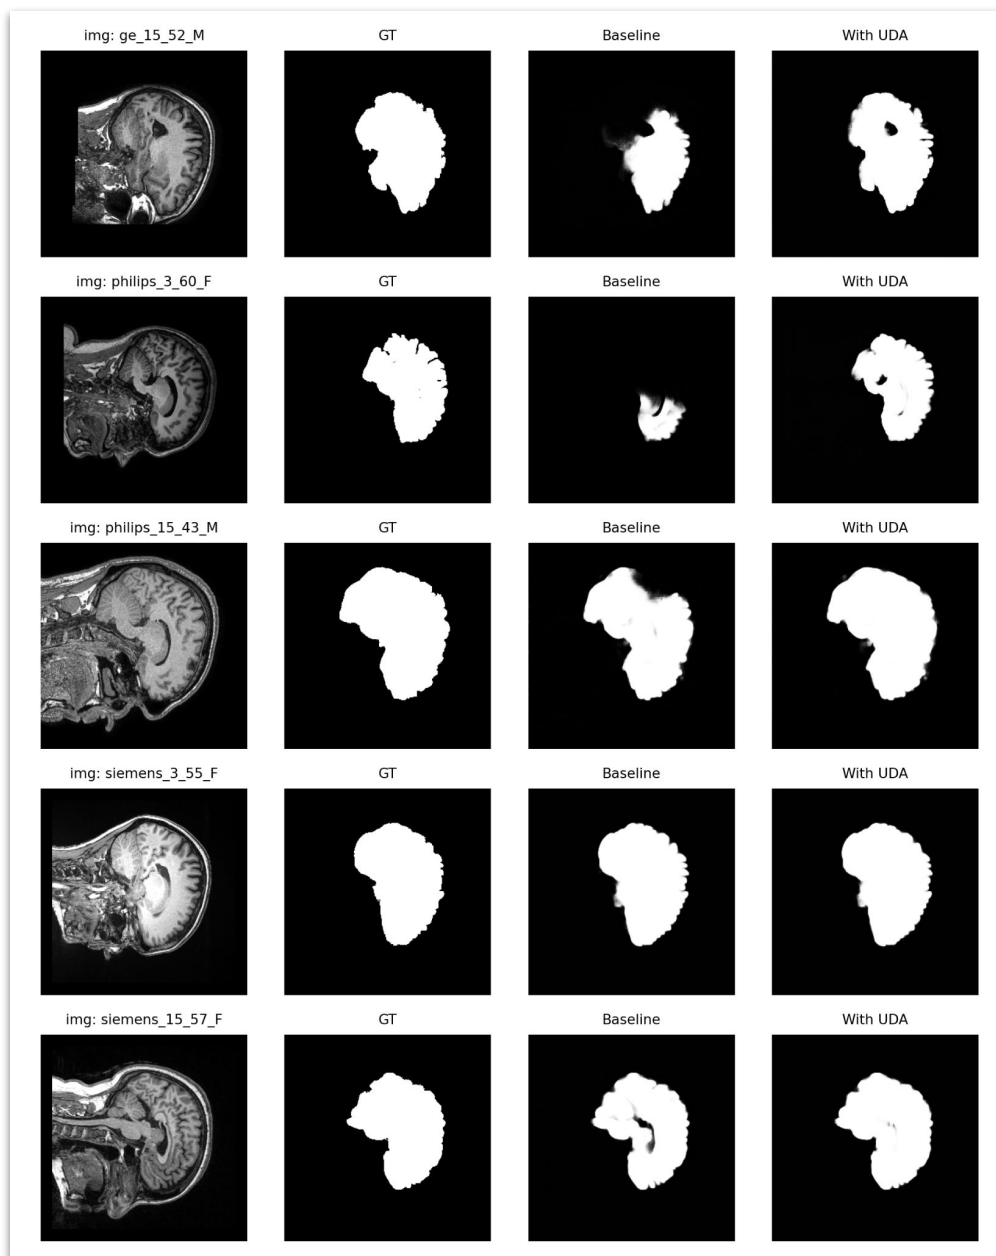 img: ge_15_52_M GT Baseline With UDA
img: philips_3_60_F GT Baseline With UDA
img: philips_15_43_M GT Baseline With UDA
img: siemens_3_55_F GT Baseline With UDA
img: siemens_15_57_F GT Baseline With UDA